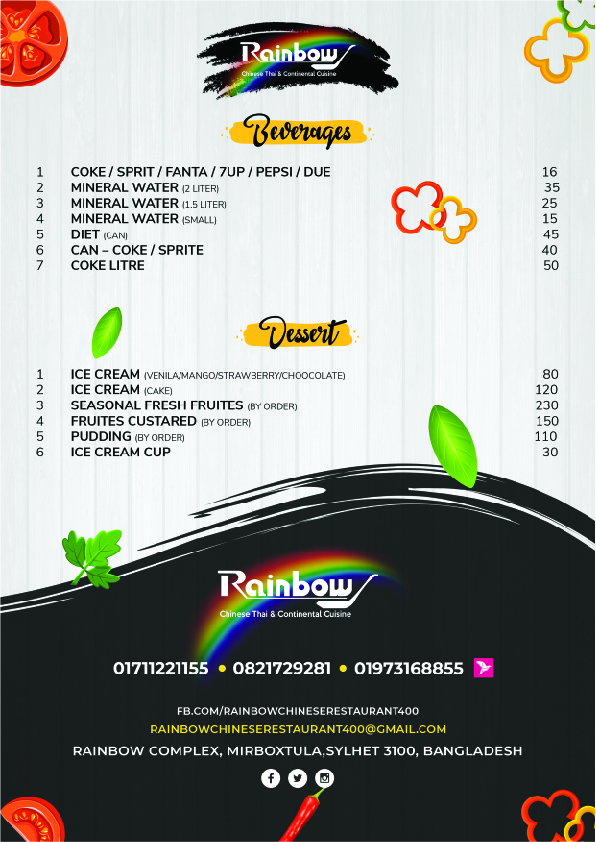 Rainbow
Chinese Thai & Continental Cuisine
Beverages
1 COKE / SPRIT / FANTA / 7UP / PEPSI / DUE 16
2 MINERAL WATER (2 LITER) 35
3 MINERAL WATER (1.5 LITER) 25
4 MINERAL WATER (SMALL) 15
5 DIET (CAN) 45
6 CAN – COKE / SPRITE 40
7 COKE LITRE 50
Dessert
1 ICE CREAM (VENILA/MANGO/STRAWBERRY/CHOOCOLATE) 80
2 ICE CREAM (CAKE) 120
3 SEASONAL FRESH FRUITES (BY ORDER) 230
4 FRUITES CUSTARED (BY ORDER) 150
5 PUDDING (BY ORDER) 110
6 ICE CREAM CUP 30
Rainbow
Chinese Thai & Continental Cuisine
01711221155 • 0821729281 • 01973168855
FB.COM/RAINBOWCHINESERESTAURANT400
RAINBOWCHINESERESTAURANT400@GMAIL.COM
RAINBOW COMPLEX, MIRBOXTULA,SYLHET 3100, BANGLADESH